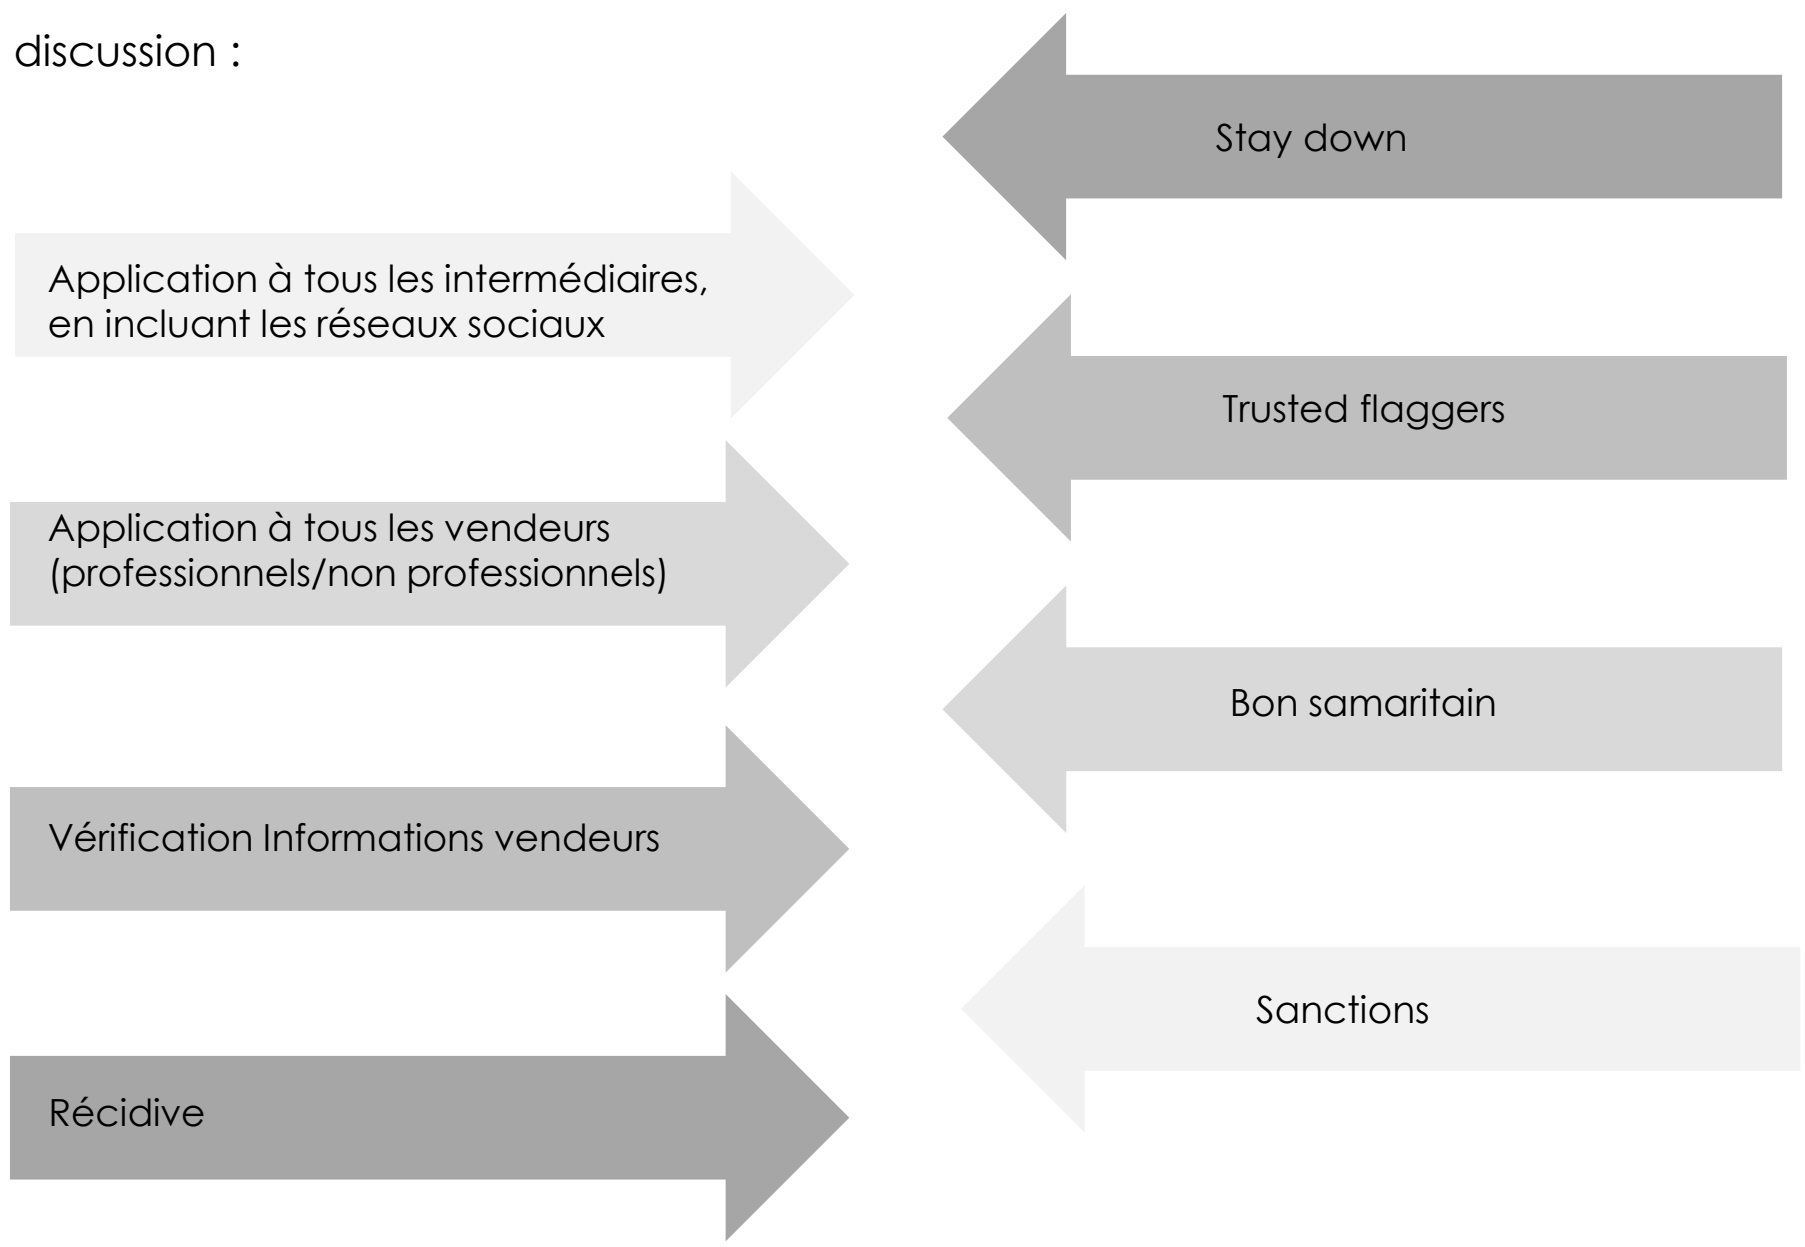 discussion :
Application à tous les intermédiaires,
en incluant les réseaux sociaux
Application à tous les vendeurs
(professionnels/non professionnels)
Vérification Informations vendeurs
Récidive
Stay down
Trusted flaggers
Bon samaritain
Sanctions